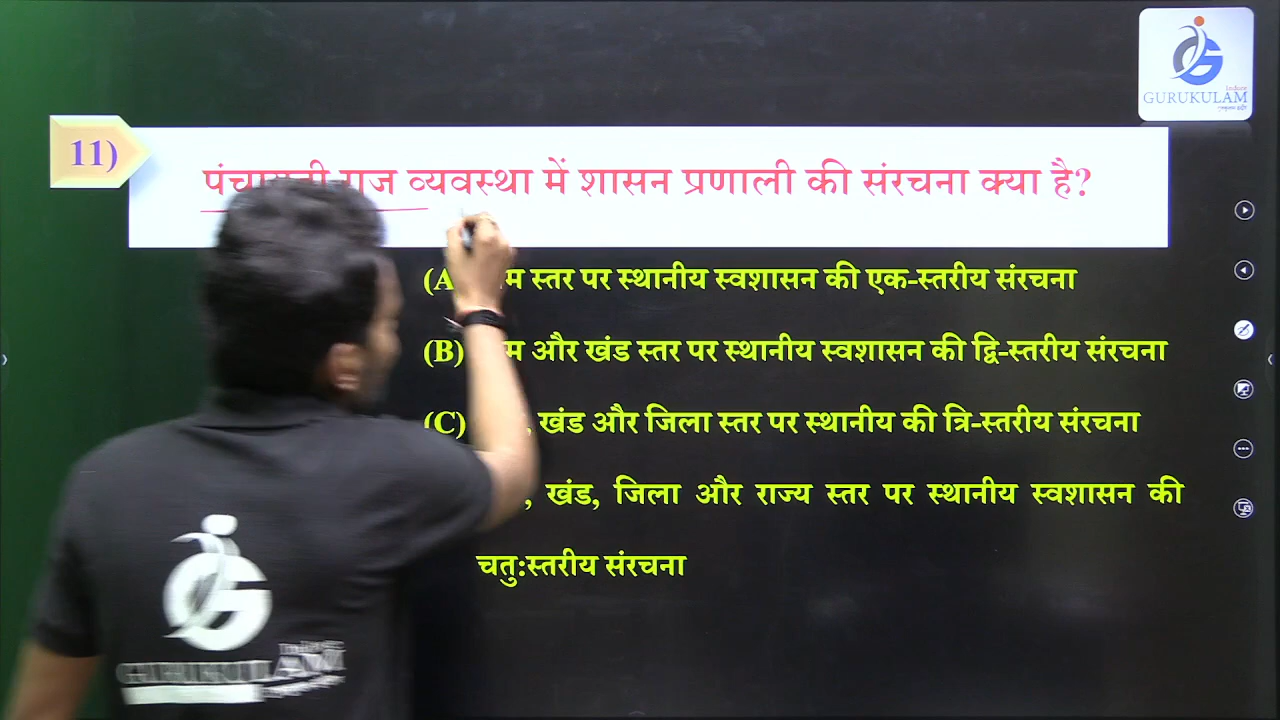 GURUKULAM
11)
राज व्यवस्था में शासन प्रणाली की संरचना क्या है?
स्तर पर स्थानीय स्वशासन की एक-स्तरीय संरचना
(B) और खंड स्तर पर स्थानीय स्वशासन की द्वि-स्तरीय संरचना
(C) खंड और जिला स्तर पर स्थानीय की त्रि-स्तरीय संरचना
, खंड, जिला और राज्य स्तर पर स्थानीय स्वशासन की
चतु:स्तरीय संरचना